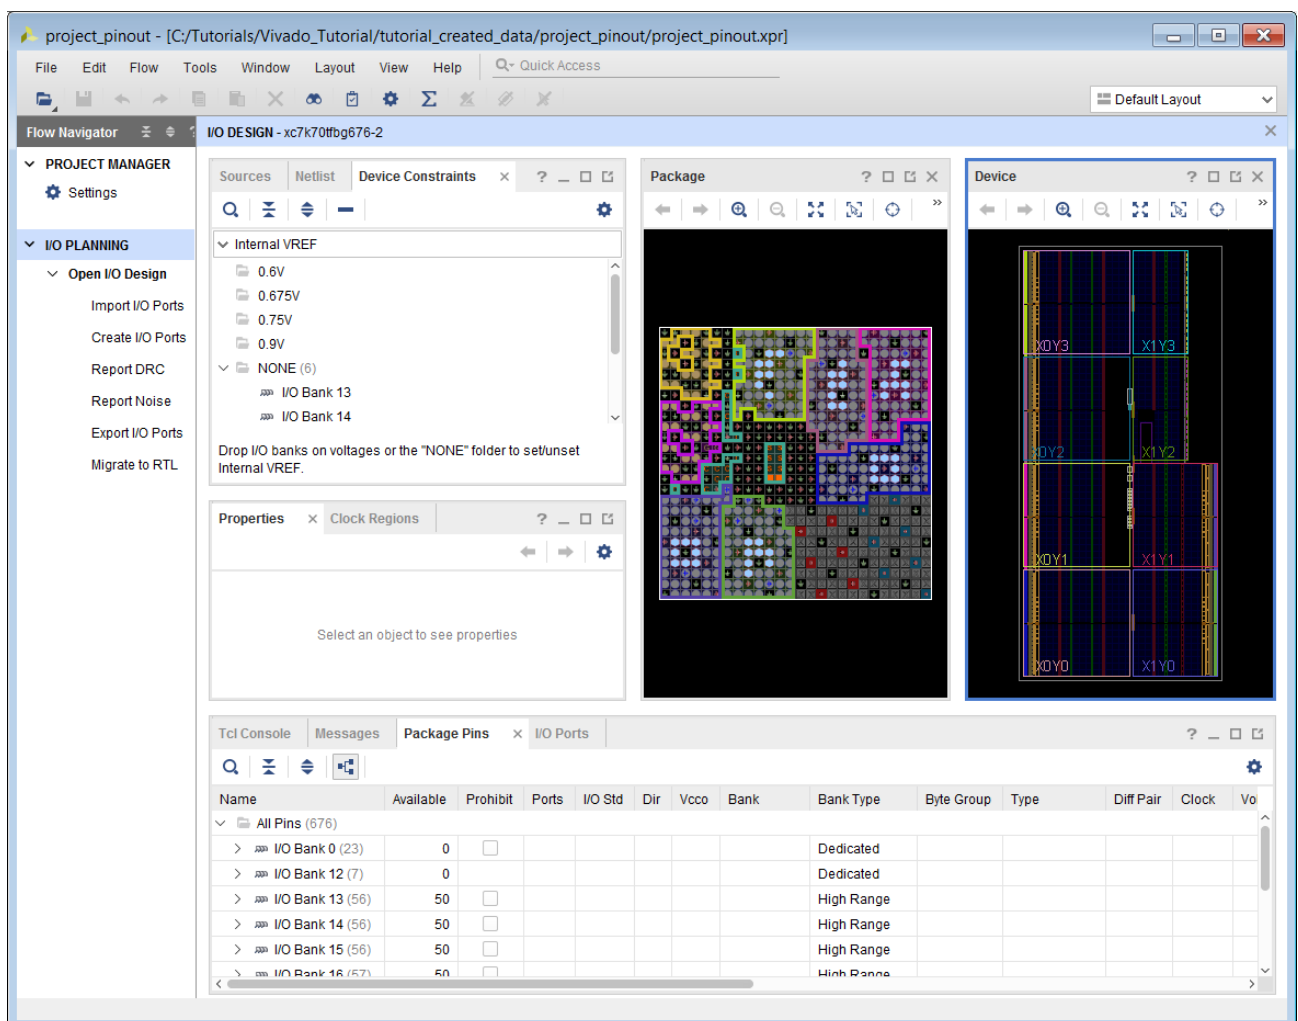 project_pinout - [C:/Tutorials/Vivado_Tutorial/tutorial_created_data/project_pinout/project_pinout.xpr]
File Edit Flow Tools Window Layout View Help Quick Access
Default Layout
Flow Navigator ?
I/O DESIGN - xc7k70tfbg676-2
PROJECT MANAGER
Settings
I/O PLANNING
Open I/O Design
Import I/O Ports
Create I/O Ports
Report DRC
Report Noise
Export I/O Ports
Migrate to RTL
Sources Netlist Device Constraints ?
Internal VREF
0.6V
0.675V
0.75V
0.9V
NONE (6)
I/O Bank 13
I/O Bank 14
Drop I/O banks on voltages or the "NONE" folder to set/unset
Internal VREF.
Properties Clock Regions ?
Select an object to see properties
Package ?
Device ?
X0Y3 X1Y3
X0Y2 X1Y2
X0Y1 X1Y1
X0Y0 X1Y0
Tcl Console Messages Package Pins I/O Ports ?
Name Available Prohibit Ports I/O Std Dir Vcco Bank Bank Type Byte Group Type Diff Pair Clock Vo
All Pins (676)
I/O Bank 0 (23) 0 Dedicated
I/O Bank 12 (7) 0 Dedicated
I/O Bank 13 (56) 50 High Range
I/O Bank 14 (56) 50 High Range
I/O Bank 15 (56) 50 High Range
I/O Bank 16 (57) 50 High Range